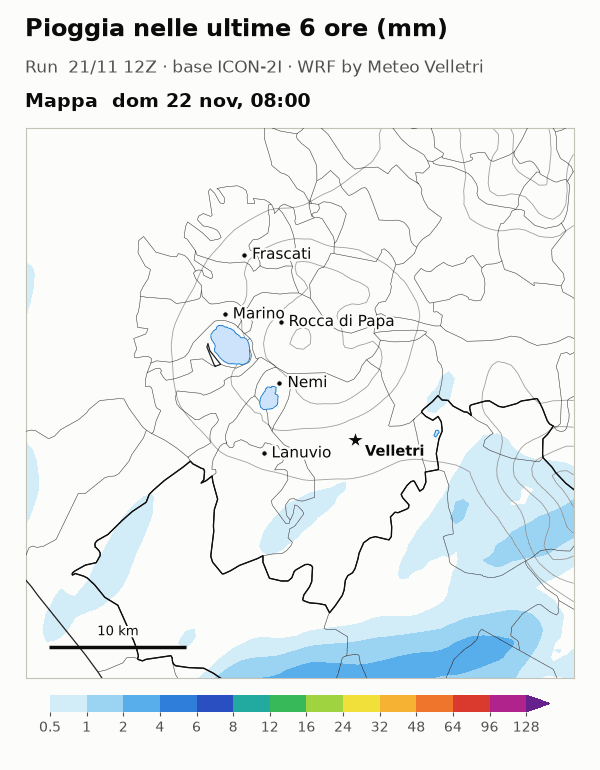 Pioggia nelle ultime 6 ore (mm)
Run  21/11 12Z · base ICON-2I · WRF by Meteo Velletri
Mappa  dom 22 nov, 08:00
Frascati
Marino
Rocca di Papa
Nemi
Velletri
Lanuvio
10 km
0.5 1 2 4 6 8 12 16 24 32 48 64 96 128